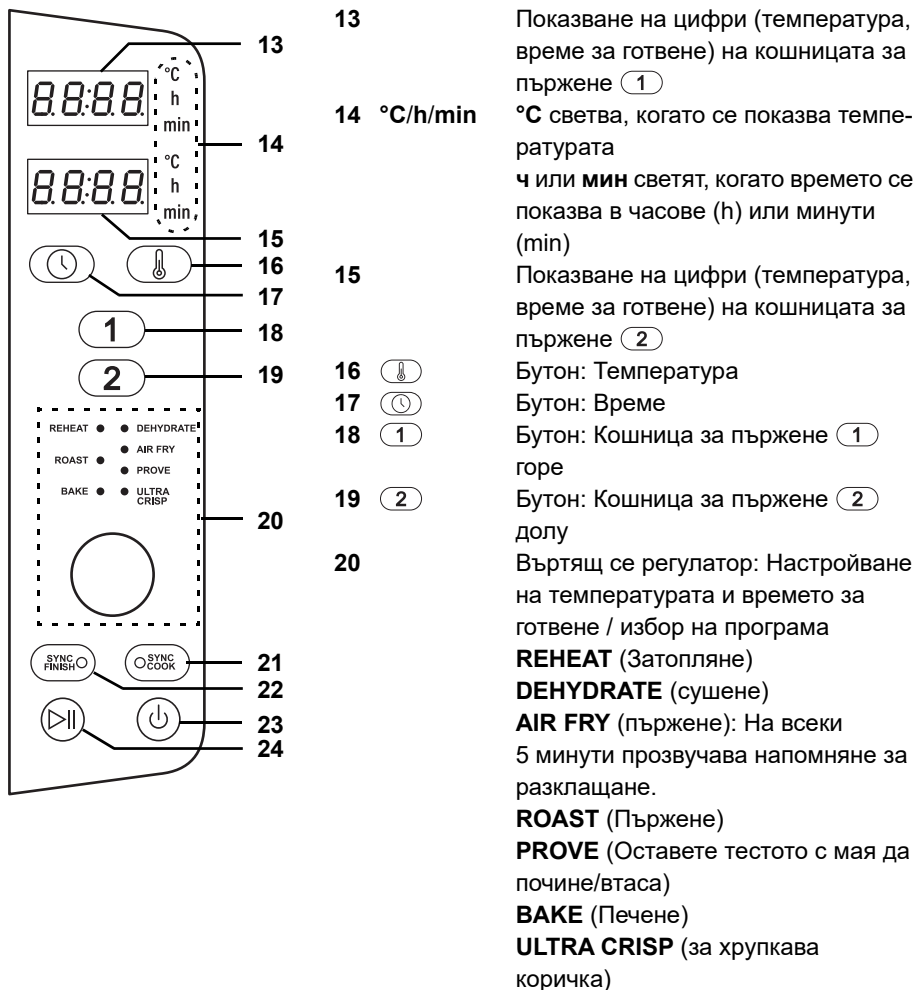 °C
13
8.8:8.8.
h
min
14
°C
8.8:8.8.
h
min
15
16
17
1
18
2
19
REHEAT
DEHYDRATE
AIR FRY
ROAST
PROVE
BAKE
ULTRA
CRISP
20
SYNC
FINISH
SYNC
COOK
21
22
23
24
13 Показване на цифри (температура,
време за готвене) на кошницата за
пържене 1
14 °C/h/min °C светва, когато се показва темпе-
ратурата
ч или мин светят, когато времето се
показва в часове (h) или минути
(min)
15 Показване на цифри (температура,
време за готвене) на кошницата за
пържене 2
16 Бутон: Температура
17 Бутон: Време
18 1 Бутон: Кошница за пържене 1
горе
19 2 Бутон: Кошница за пържене 2
долу
20 Въртящ се регулатор: Настройване
на температурата и времето за
готвене / избор на програма
REHEAT (Затопляне)
DEHYDRATE (сушене)
AIR FRY (пържене): На всеки
5 минути прозвучава напомняне за
разклащане.
ROAST (Пържене)
PROVE (Оставете тестото с мая да
почине/втаса)
BAKE (Печене)
ULTRA CRISP (за хрупкава
коричка)